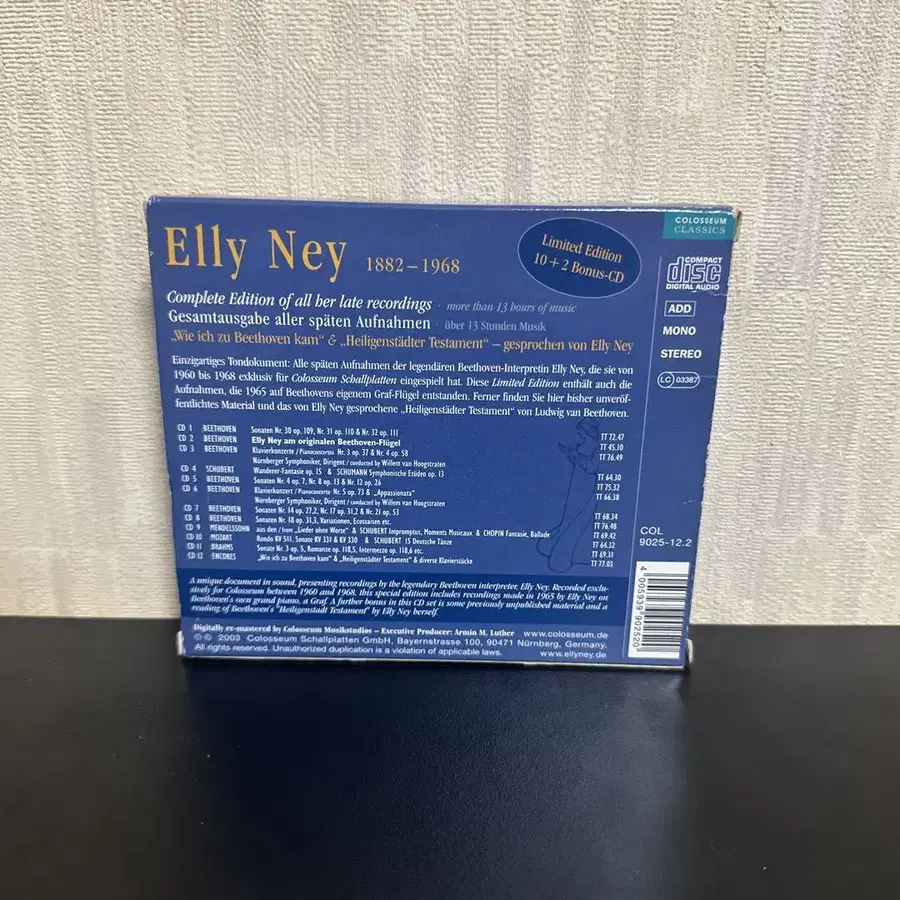 Elly Ney 1882 – 1968
COLOSSEUM
CLASSICS
Limited Edition
10 + 2 Bonus-CD
COMPACT
disc
DIGITAL AUDIO
ADD
MONO
STEREO
LC 03387
Complete Edition of all her late recordings · more than 13 hours of music
Gesamtausgabe aller späten Aufnahmen · über 13 Stunden Musik
„Wie ich zu Beethoven kam“ & „Heiligenstädter Testament“ – gesprochen von Elly Ney
Einzigartiges Tondokument: Alle späten Aufnahmen der legendären Beethoven-Interpretin Elly Ney, die sie von
1960 bis 1968 exklusiv für Colosseum Schallplatten eingespielt hat. Diese Limited Edition enthält auch die
Aufnahmen, die 1965 auf Beethovens eigenem Graf-Flügel entstanden. Ferner finden Sie hier bisher unveröf-
fentlichtes Material und das von Elly Ney gesprochene „Heiligenstädter Testament“ von Ludwig van Beethoven.
CD 1 BEETHOVEN Sonaten Nr. 30 op. 109, Nr. 31 op. 110 & Nr. 32 op. 111 TT 72.47
CD 2 BEETHOVEN Elly Ney am originalen Beethoven-Flügel TT 45.10
CD 3 BEETHOVEN Klavierkonzerte / Pianoconcertos Nr. 3 op. 37 & Nr. 4 op. 58 TT 76.49
Nürnberger Symphoniker, Dirigent / conducted by Willem van Hoogstraten
CD 4 SCHUBERT Wanderer-Fantasie op. 15 & SCHUMANN Symphonische Etüden op. 13 TT 64.30
CD 5 BEETHOVEN Sonaten Nr. 4 op. 7, Nr. 8 op. 13 & Nr. 12 op. 26 TT 75.32
CD 6 BEETHOVEN Klavierkonzert / Pianoconcerto Nr. 5 op. 73 & „Appassionata“ TT 66.38
Nürnberger Symphoniker, Dirigent / conducted by Willem van Hoogstraten
CD 7 BEETHOVEN Sonaten Nr. 14 op. 27,2, Nr. 17 op. 31,2 & Nr. 21 op. 53 TT 68.34
CD 8 BEETHOVEN Sonaten Nr. 18 op. 31,3, Variationen, Ecossaisen etc. TT 76.48
CD 9 MENDELSSOHN aus den / from „Lieder ohne Worte“ & SCHUBERT Impromptus, Moments Musicaux & CHOPIN Fantasie, Ballade TT 69.42
CD 10 MOZART Rondo KV 511, Sonate KV 331 & KV 330 & SCHUBERT 15 Deutsche Tänze TT 64.32
CD 11 BRAHMS Sonate Nr. 3 op. 5, Romanze op. 118,5, Intermezzo op. 118,6 etc. TT 69.31
CD 12 ENCORES „Wie ich zu Beethoven kam“ & „Heiligenstädter Testament“ & diverse Klavierstücke TT 77.03
COL
9025-12.2
A unique document in sound, presenting recordings by the legendary Beethoven interpreter, Elly Ney. Recorded exclu-
sively for Colosseum between 1960 and 1968, this special edition includes recordings made in 1965 by Elly Ney on
Beethoven's own grand piano, a Graf. A further bonus in this CD set is some previously unpublished material and a
reading of Beethoven's "Heiligenstadt Testament" by Elly Ney herself.
Digitally re-mastered by Colosseum Musikstudios – Executive Producer: Armin M. Luther www.colosseum.de
℗ © 2003 Colosseum Schallplatten GmbH, Bayernstrasse 100, 90471 Nürnberg, Germany.
All rights reserved. Unauthorized duplication is a violation of applicable laws. www.ellyney.de
4 005939 902520